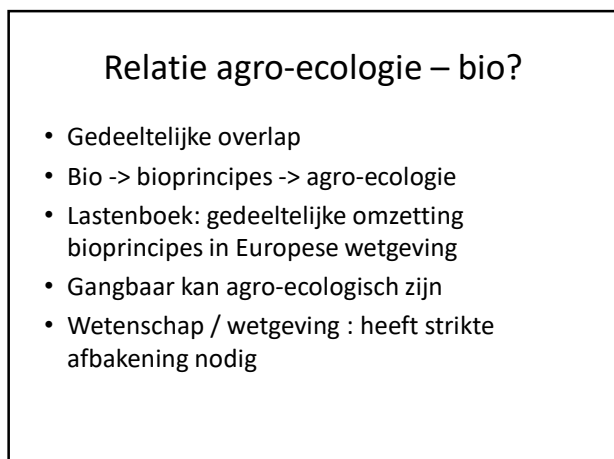 Relatie agro-ecologie – bio?
• Gedeeltelijke overlap
• Bio -> bioprincipes -> agro-ecologie
• Lastenboek: gedeeltelijke omzetting
bioprincipes in Europese wetgeving
• Gangbaar kan agro-ecologisch zijn
• Wetenschap / wetgeving : heeft strikte
afbakening nodig